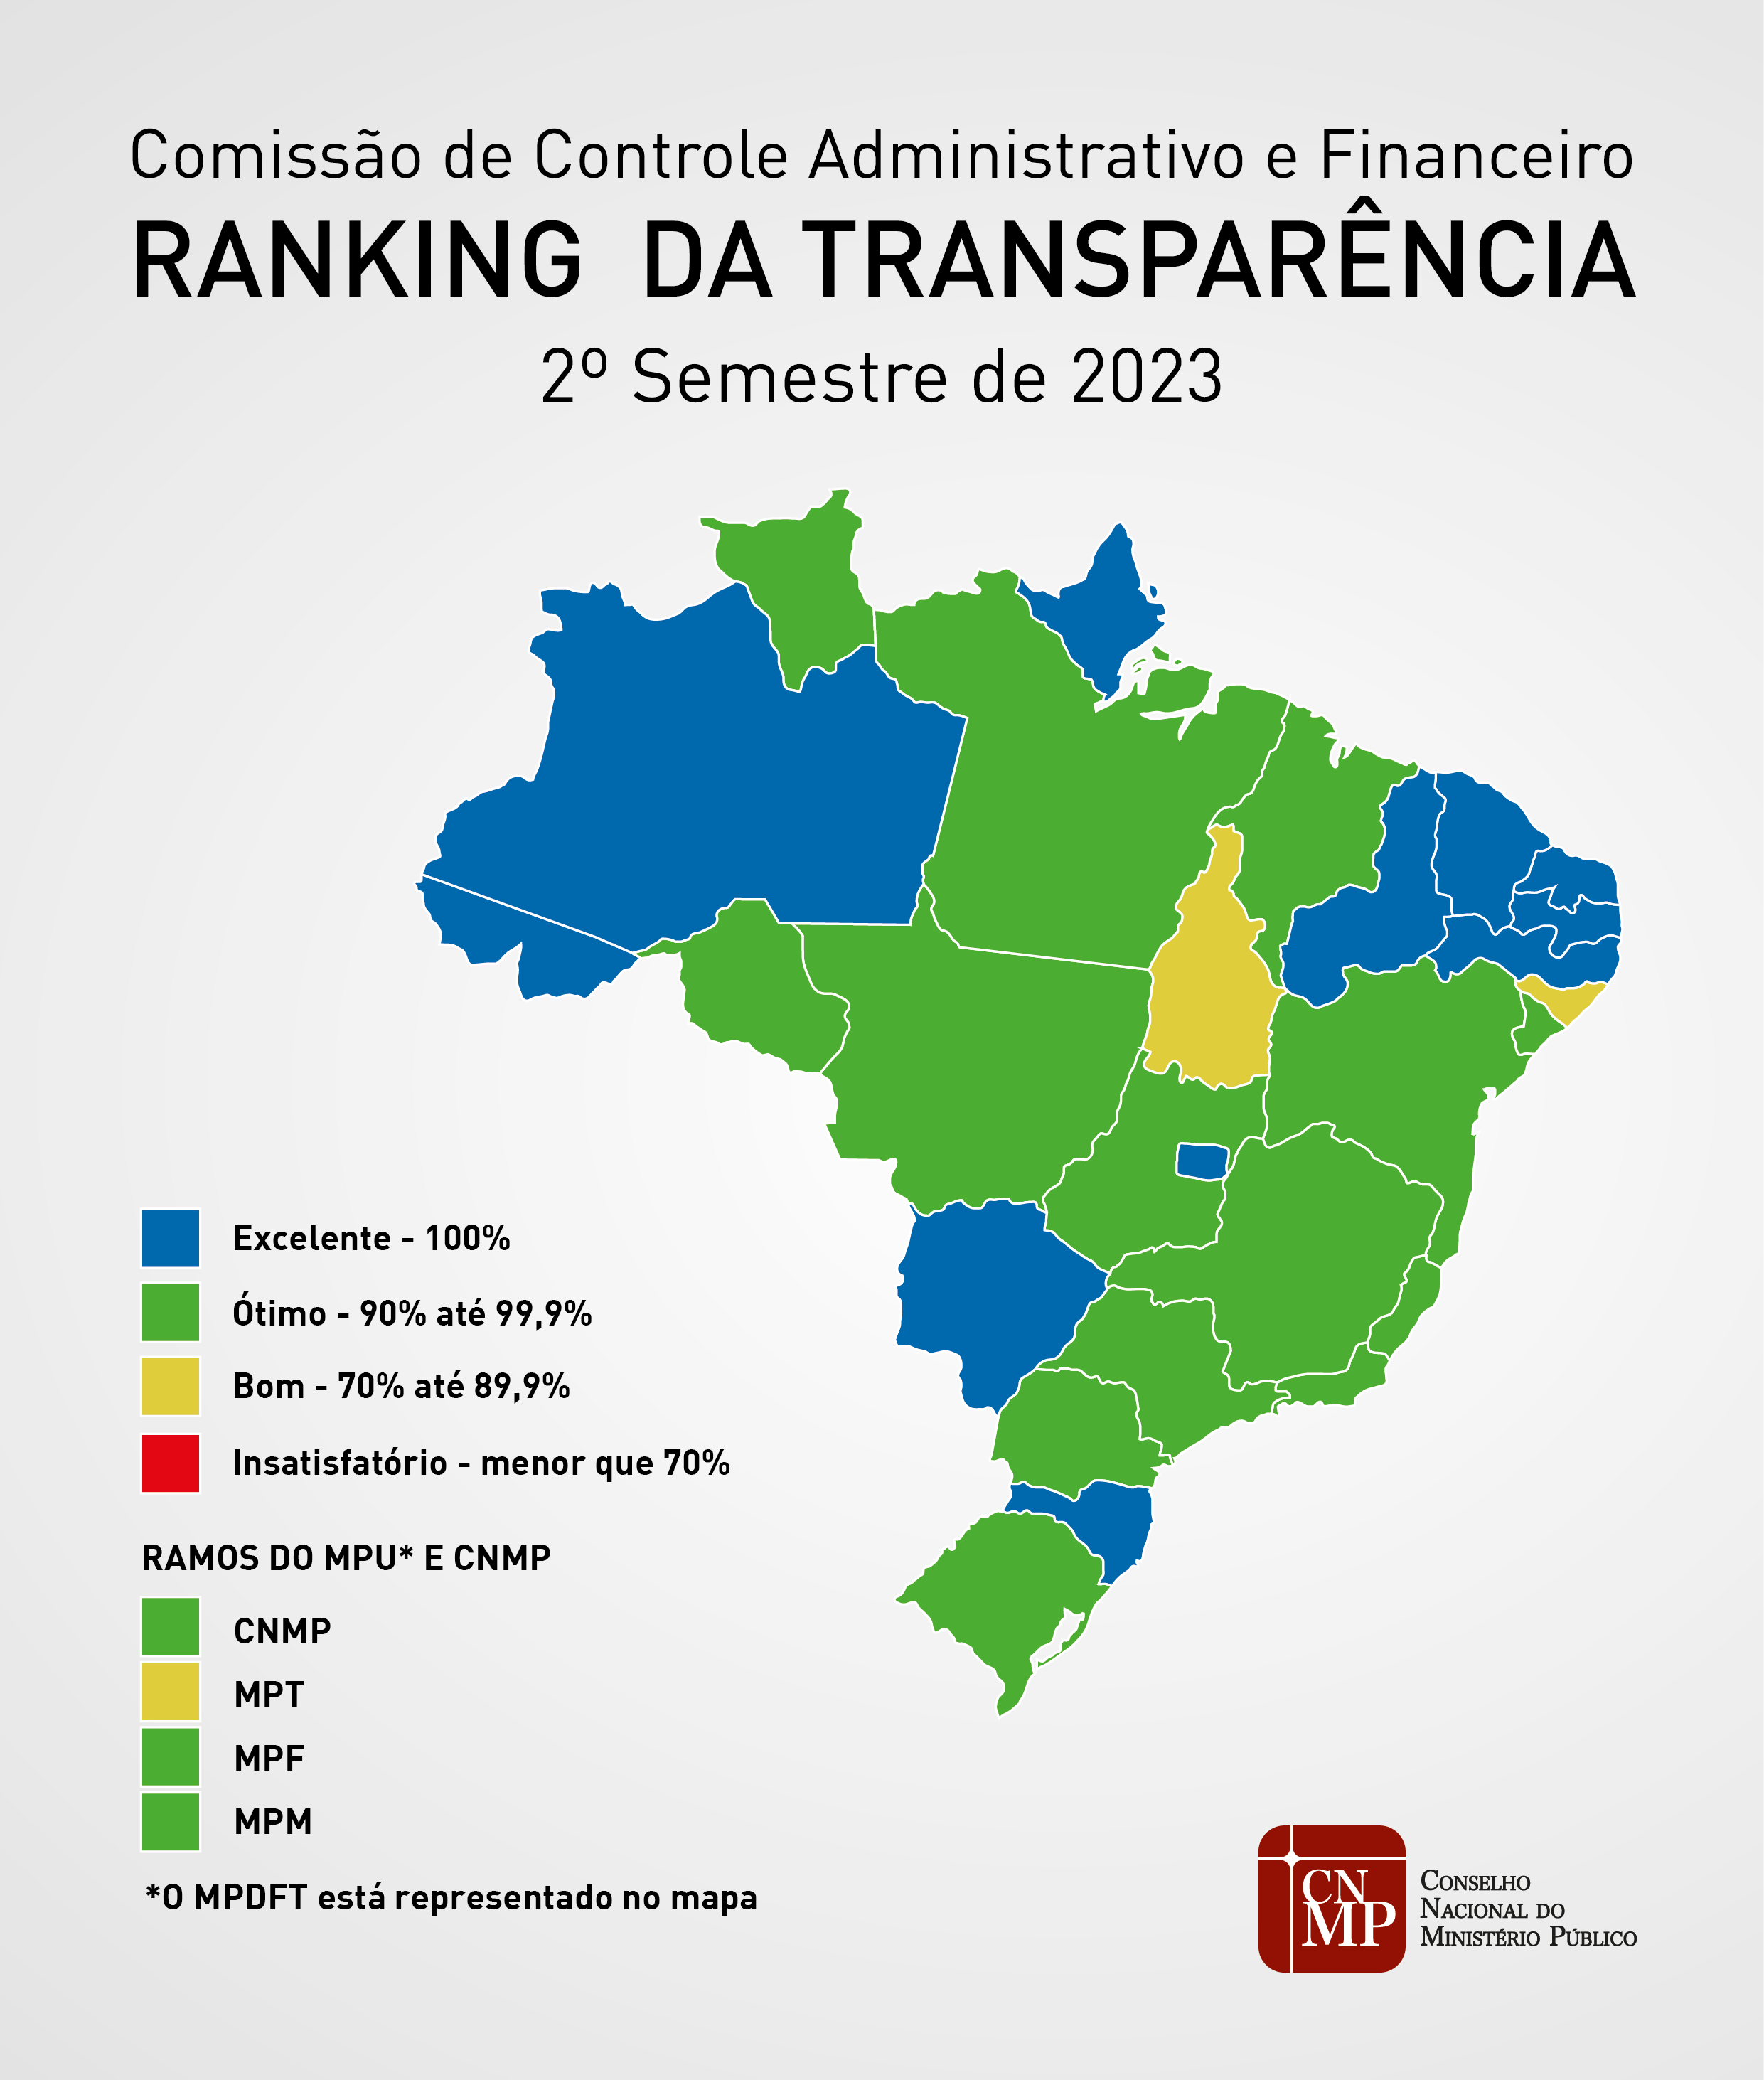 Comissão de Controle Administrativo e Financeiro
RANKING DA TRANSPARÊNCIA
2º Semestre de 2023
Excelente - 100%
Ótimo - 90% até 99,9%
Bom - 70% até 89,9%
Insatisfatório - menor que 70%
RAMOS DO MPU* E CNMP
CNMP
MPT
MPF
MPM
*O MPDFT está representado no mapa
CN
MP
Conselho
Nacional do
Ministério Público